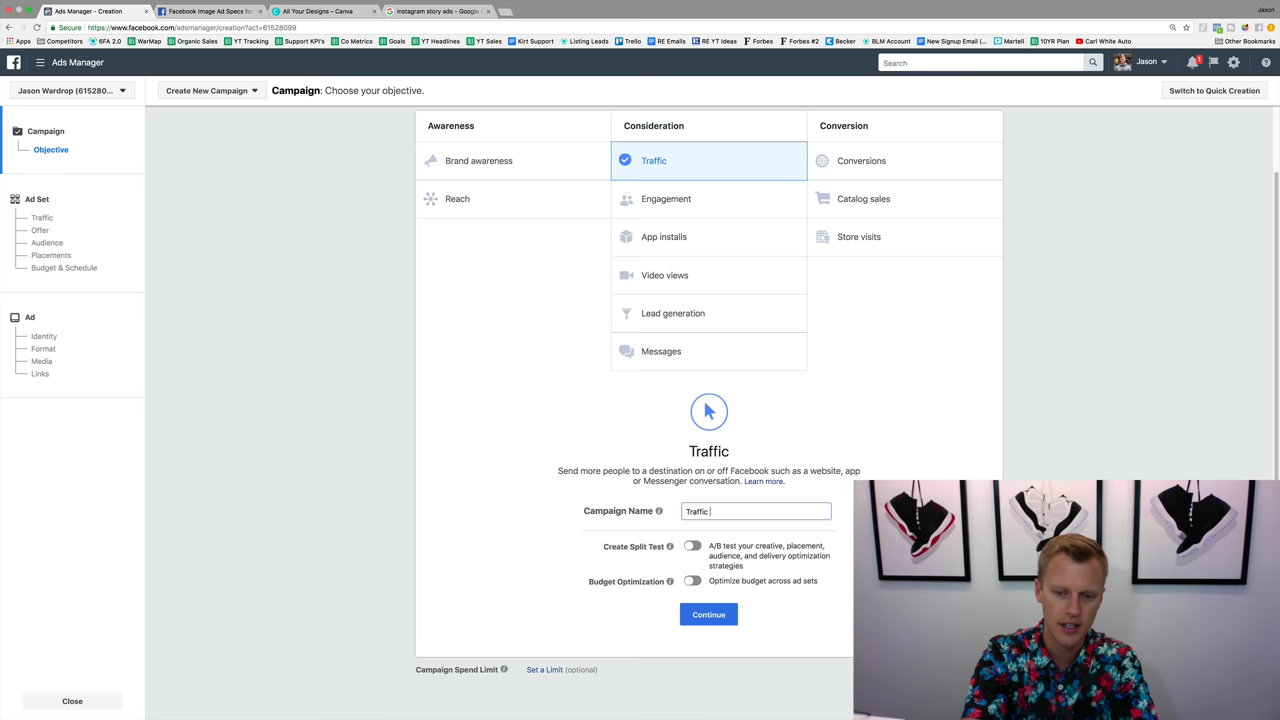 Ads Manager - Creation
Facebook Image Ad Specs for
All Your Designs – Canva
instagram story ads - Google
Jason
Secure
https://www.facebook.com/adsmanager/creation?act=61528099
Apps
Competitors
6FA 2.0
WarMap
Organic Sales
YT Tracking
Support KPI's
Co Metrics
Goals
YT Headlines
YT Sales
Kirt Support
Listing Leads
Trello
RE Emails
RE YT Ideas
Forbes
Forbes #2
Becker
BLM Account
New Signup Email (...
Martell
10YR Plan
Carl White Auto
Other Bookmarks
Ads Manager
Search
Jason
1
Jason Wardrop (615280...
Create New Campaign
Campaign: Choose your objective.
Switch to Quick Creation
Campaign
Objective
Ad Set
Traffic
Offer
Audience
Placements
Budget & Schedule
Ad
Identity
Format
Media
Links
Close
Awareness
Consideration
Conversion
Brand awareness
Traffic
Conversions
Reach
Engagement
Catalog sales
App installs
Store visits
Video views
Lead generation
Messages
Traffic
Send more people to a destination on or off Facebook such as a website, app
or Messenger conversation. Learn more.
Campaign Name
Traffic
Create Split Test
A/B test your creative, placement,
audience, and delivery optimization
strategies
Budget Optimization
Optimize budget across ad sets
Continue
Campaign Spend Limit
Set a Limit (optional)